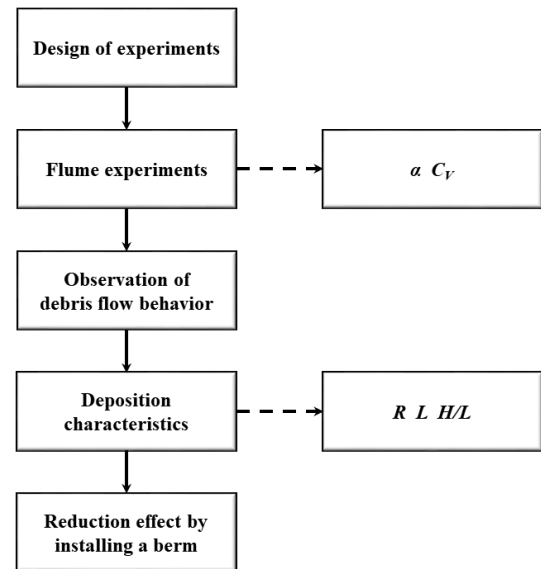 Design of experiments
Flume experiments
α C_V
Observation of
debris flow behavior
Deposition
characteristics
R L H/L
Reduction effect by
installing a berm